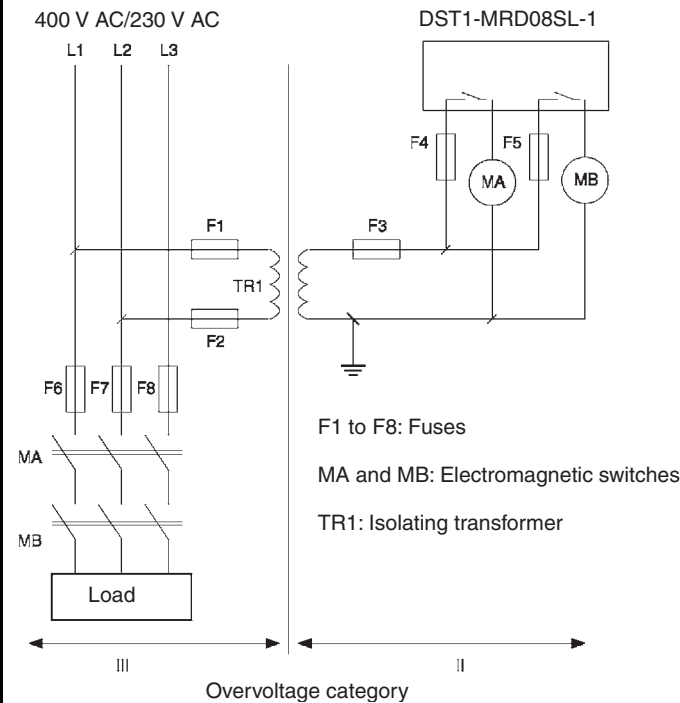 400 V AC/230 V AC
DST1-MRD08SL-1
L1 L2 L3
F4
F5
MA
MB
F1
F3
TR1
F2
F6 F7 F8
F1 to F8: Fuses
MA
MA and MB: Electromagnetic switches
TR1: Isolating transformer
MB
Load
III
II
Overvoltage category